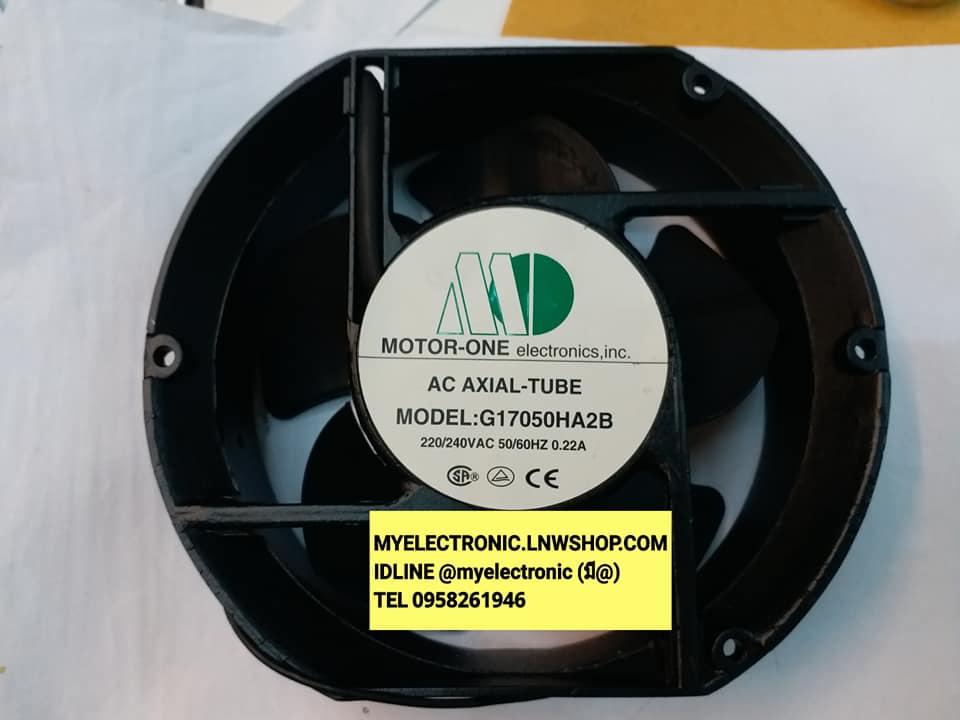 MOTOR-ONE electronics,inc.
AC AXIAL-TUBE
MODEL:G17050HA2B
220/240VAC 50/60HZ 0.22A
SA® CE
MYELECTRONIC.LNWSHOP.COM
IDLINE @myelectronic (มี@)
TEL 0958261946